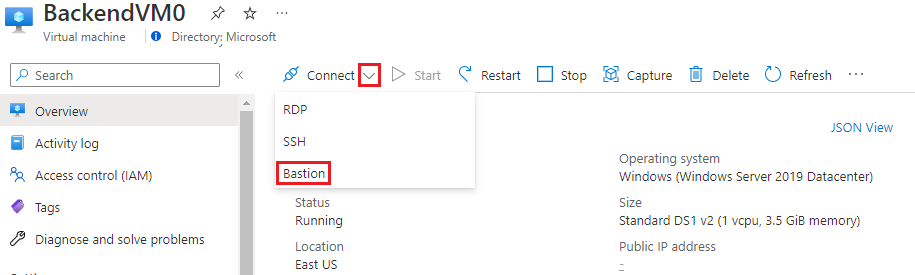 BackendVM0
Virtual machine
Directory: Microsoft
Search
Connect
Start
Restart
Stop
Capture
Delete
Refresh
RDP
SSH
Bastion
Overview
Activity log
Access control (IAM)
Tags
Diagnose and solve problems
JSON View
Status
Running
Location
East US
Operating system
Windows (Windows Server 2019 Datacenter)
Size
Standard DS1 v2 (1 vcpu, 3.5 GiB memory)
Public IP address
-